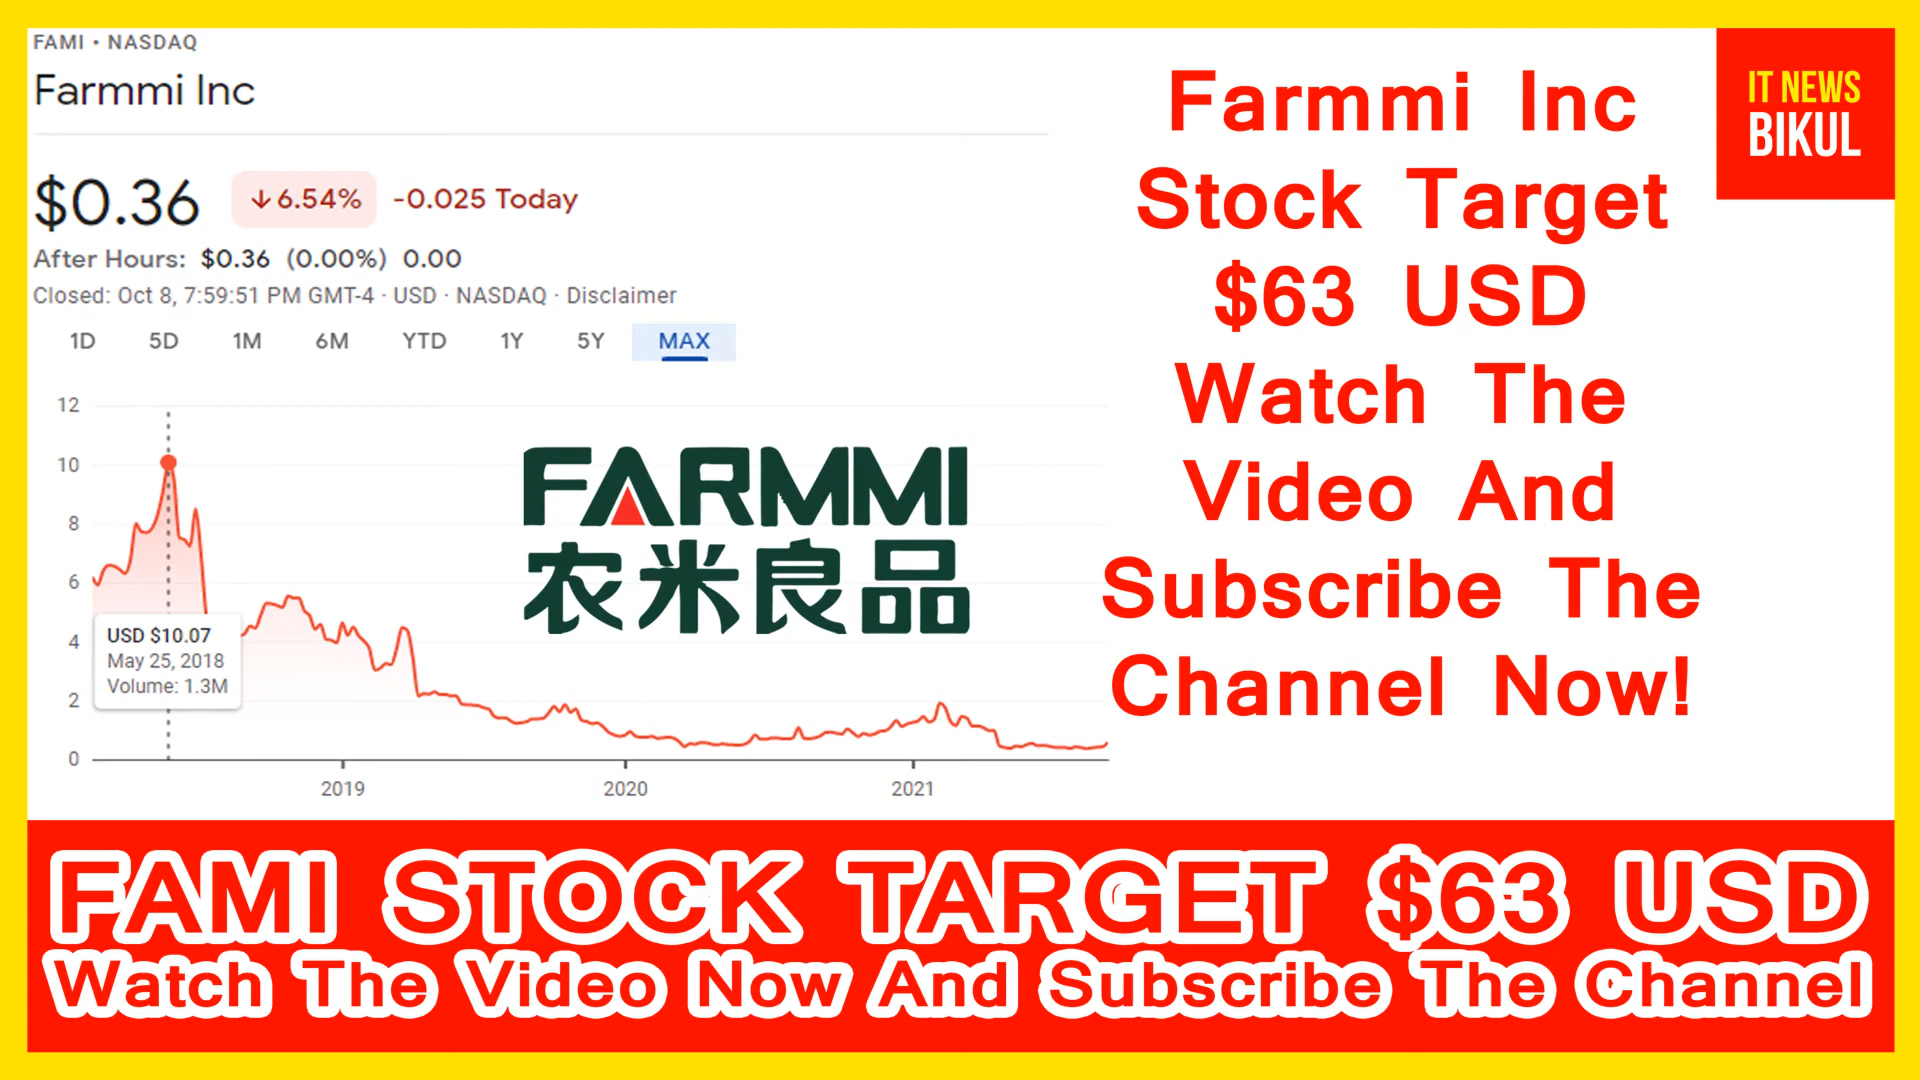 FAMI • NASDAQ
Farmmi Inc
$0.36 ↓6.54% -0.025 Today
After Hours: $0.36 (0.00%) 0.00
Closed: Oct 8, 7:59:51 PM GMT-4 · USD · NASDAQ · Disclaimer
1D 5D 1M 6M YTD 1Y 5Y MAX
12
10
8
6
4
2
0
USD $10.07
May 25, 2018
Volume: 1.3M
2019 2020 2021
FARMMI
农米良品
Farmmi Inc
Stock Target
$63 USD
Watch The
Video And
Subscribe The
Channel Now!
IT NEWS
BIKUL
FAMI STOCK TARGET $63 USD
Watch The Video Now And Subscribe The Channel